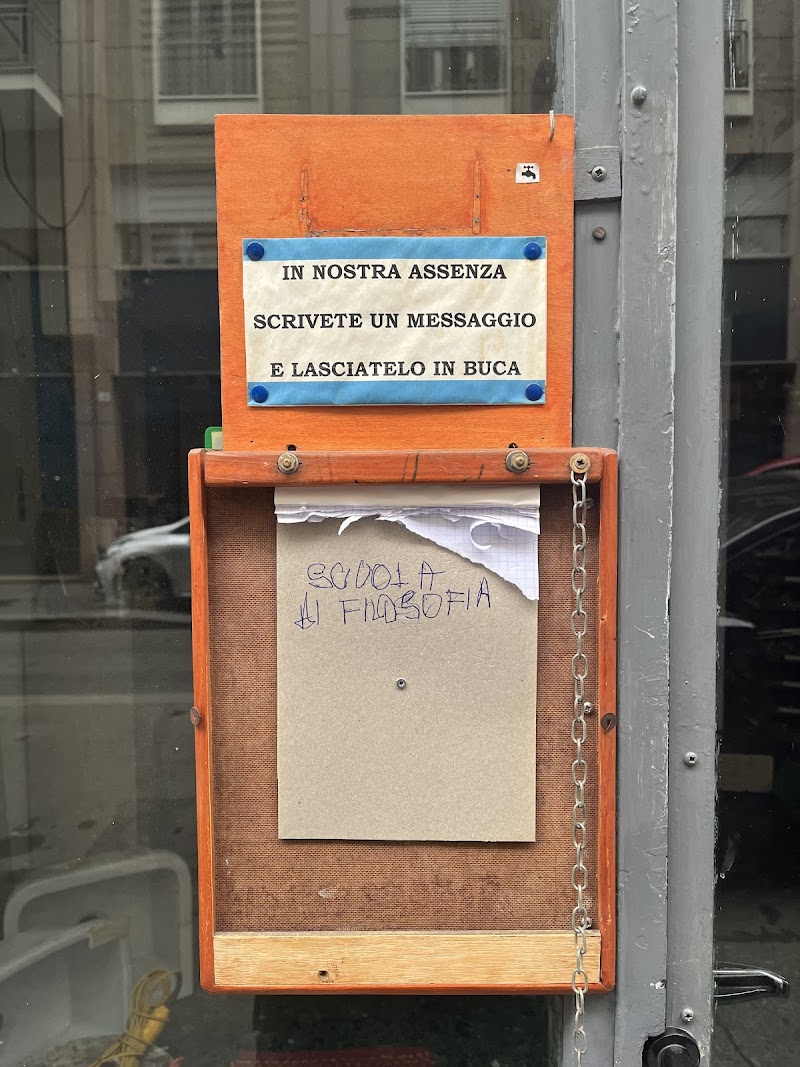 IN NOSTRA ASSENZA
SCRIVETE UN MESSAGGIO
E LASCIATELO IN BUCA
SCUOLA
DI FILOSOFIA